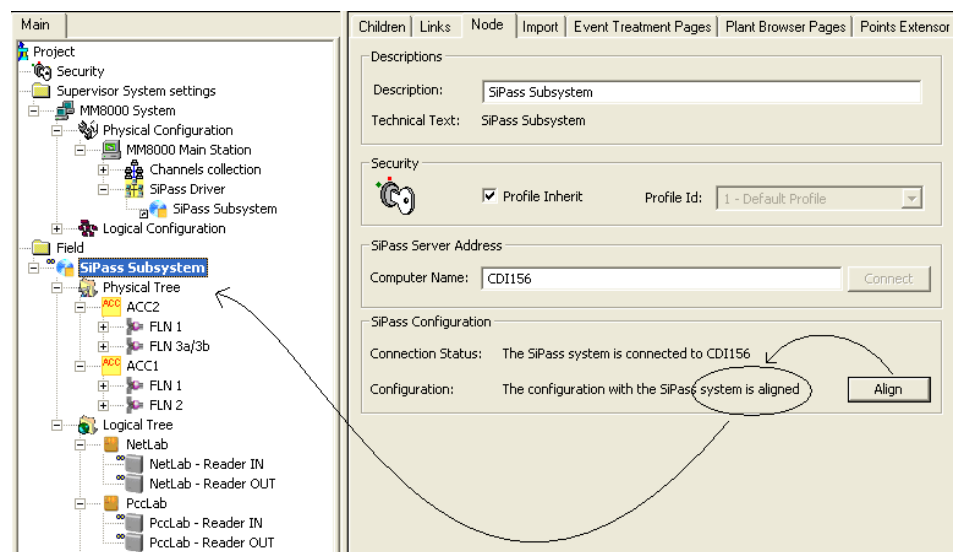 Main
Project
Security
Supervisor System settings
MM8000 System
Physical Configuration
MM8000 Main Station
Channels collection
SiPass Driver
SiPass Subsystem
Logical Configuration
Field
SiPass Subsystem
Physical Tree
ACC ACC2
FLN 1
FLN 3a/3b
ACC ACC1
FLN 1
FLN 2
Logical Tree
NetLab
NetLab - Reader IN
NetLab - Reader OUT
PccLab
PccLab - Reader IN
PccLab - Reader OUT
Children Links Node Import Event Treatment Pages Plant Browser Pages Points Extensor
Descriptions
Description: SiPass Subsystem
Technical Text: SiPass Subsystem
Security
Profile Inherit Profile Id: 1 - Default Profile
SiPass Server Address
Computer Name: CDI156 Connect
SiPass Configuration
Connection Status: The SiPass system is connected to CDI156
Configuration: The configuration with the SiPass system is aligned Align